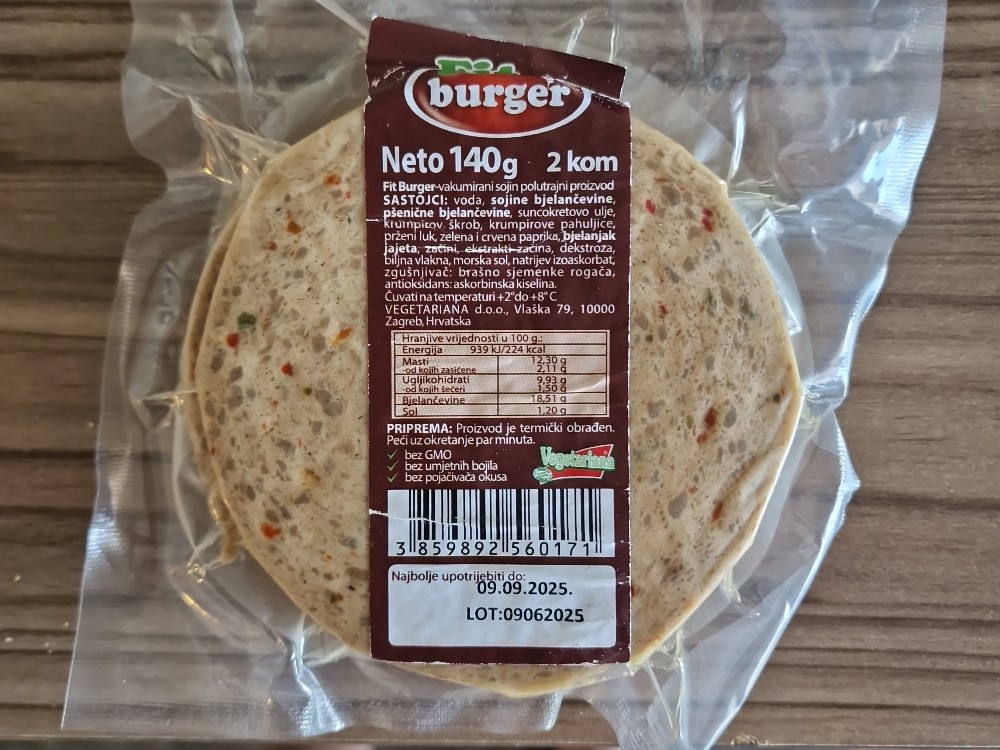 Fit
burger
Neto 140g 2 kom
Fit Burger-vakumirani sojin polutrajni proizvod
SASTOJCI: voda, sojine bjelančevine,
pšenične bjelančevine, suncokretovo ulje,
krumpirov škrob, krumpirove pahuljice,
prženi luk, zelena i crvena paprika, bjelanjak
jajeta, začini, ekstrakti začina, dekstroza,
biljna vlakna, morska sol, natrijev izoaskorbat,
zgušnjivač: brašno sjemenke rogača,
antioksidans: askorbinska kiselina.
Čuvati na temperaturi +2°do +8° C
VEGETARIANA d.o.o., Vlaška 79, 10000
Zagreb, Hrvatska
Hranjive vrijednosti u 100 g.:
Energija 939 kJ/224 kcal
Masti 12,30 g
-od kojih zasićene 2,11 g
Ugljikohidrati 9,93 g
-od kojih šećeri 1,50 g
Bjelančevine 18,51 g
Sol 1,20 g
PRIPREMA: Proizvod je termički obrađen.
Peći uz okretanje par minuta.
✓ bez GMO
✓ bez umjetnih bojila
✓ bez pojačivača okusa
Vegetariana
3 859892 560171
Najbolje upotrijebiti do:
09.09.2025.
LOT:09062025